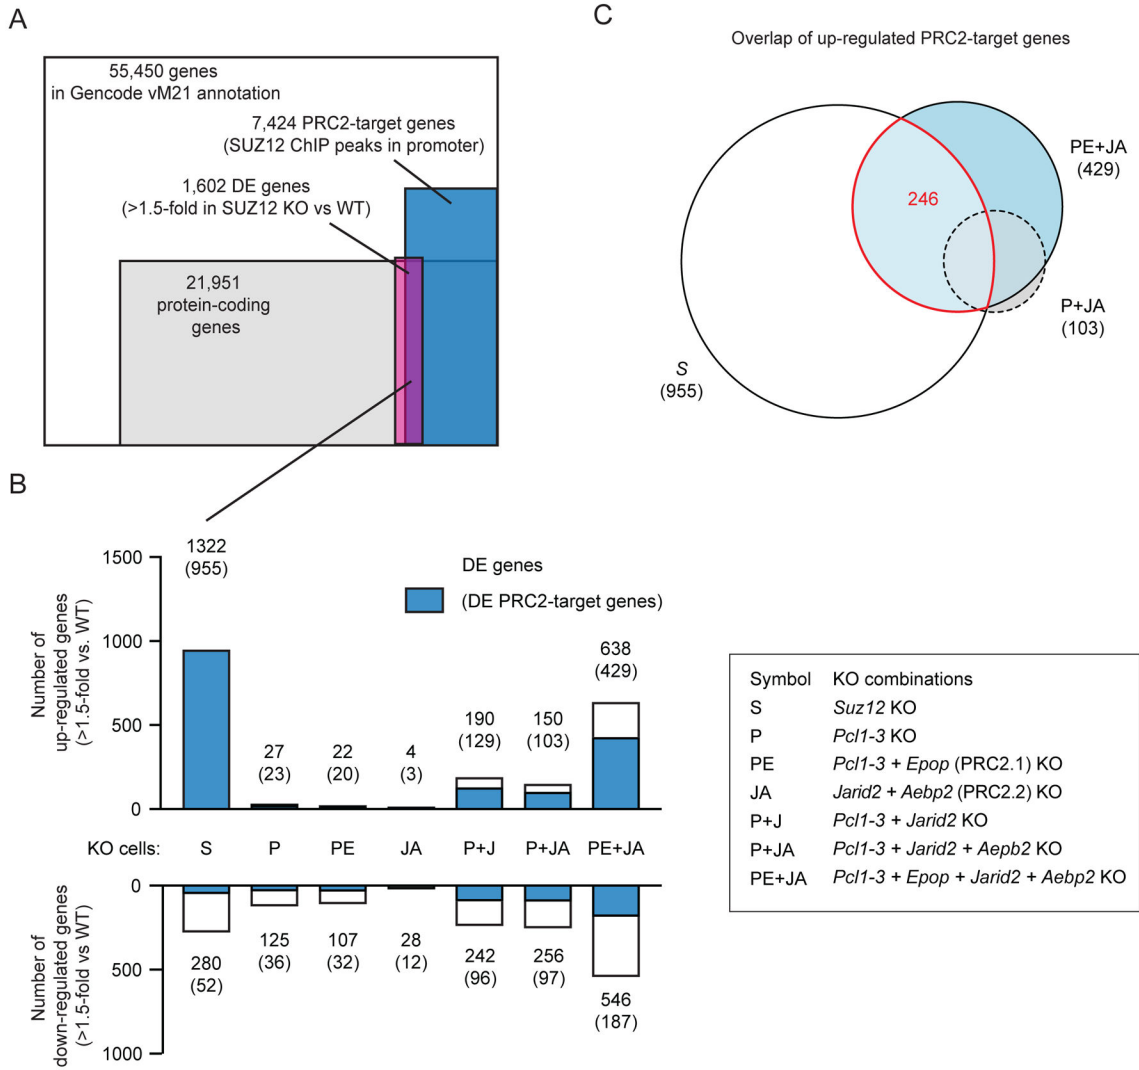 A
55,450 genes
in Gencode vM21 annotation
7,424 PRC2-target genes
(SUZ12 ChIP peaks in promoter)
1,602 DE genes
(>1.5-fold in SUZ12 KO vs WT)
21,951
protein-coding
genes
C
Overlap of up-regulated PRC2-target genes
PE+JA
(429)
246
P+JA
(103)
S
(955)
B
Number of
up-regulated genes
(>1.5-fold vs. WT)
1500
1000
500
0
1322
(955)
27
(23)
22
(20)
4
(3)
190
(129)
150
(103)
638
(429)
DE genes
(DE PRC2-target genes)
KO cells: S P PE JA P+J P+JA PE+JA
Number of
down-regulated genes
(>1.5-fold vs WT)
0
500
1000
280
(52)
125
(36)
107
(32)
28
(12)
242
(96)
256
(97)
546
(187)
Symbol KO combinations
S Suz12 KO
P Pcl1-3 KO
PE Pcl1-3 + Epop (PRC2.1) KO
JA Jarid2 + Aebp2 (PRC2.2) KO
P+J Pcl1-3 + Jarid2 KO
P+JA Pcl1-3 + Jarid2 + Aepb2 KO
PE+JA Pcl1-3 + Epop + Jarid2 + Aebp2 KO